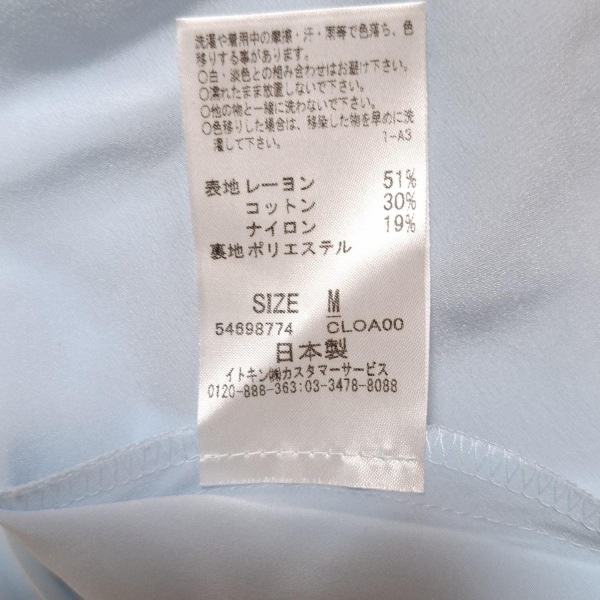 洗濯や着用中の摩擦・汗・雨等で色落ち、色
移りする事があります。
○白・淡色との組み合わせはお避け下さい。
○濡れたまま放置しないで下さい。
○他の物と一緒に洗わないで下さい。
○色移りした場合は、移染した物を早めに洗
濯して下さい。 1-A3
表地 レーヨン 51%
コットン 30%
ナイロン 19%
裏地 ポリエステル
SIZE M
54698774 CLOA00
日本製
イトキン㈱カスタマーサービス
0120-888-363:03-3478-8088